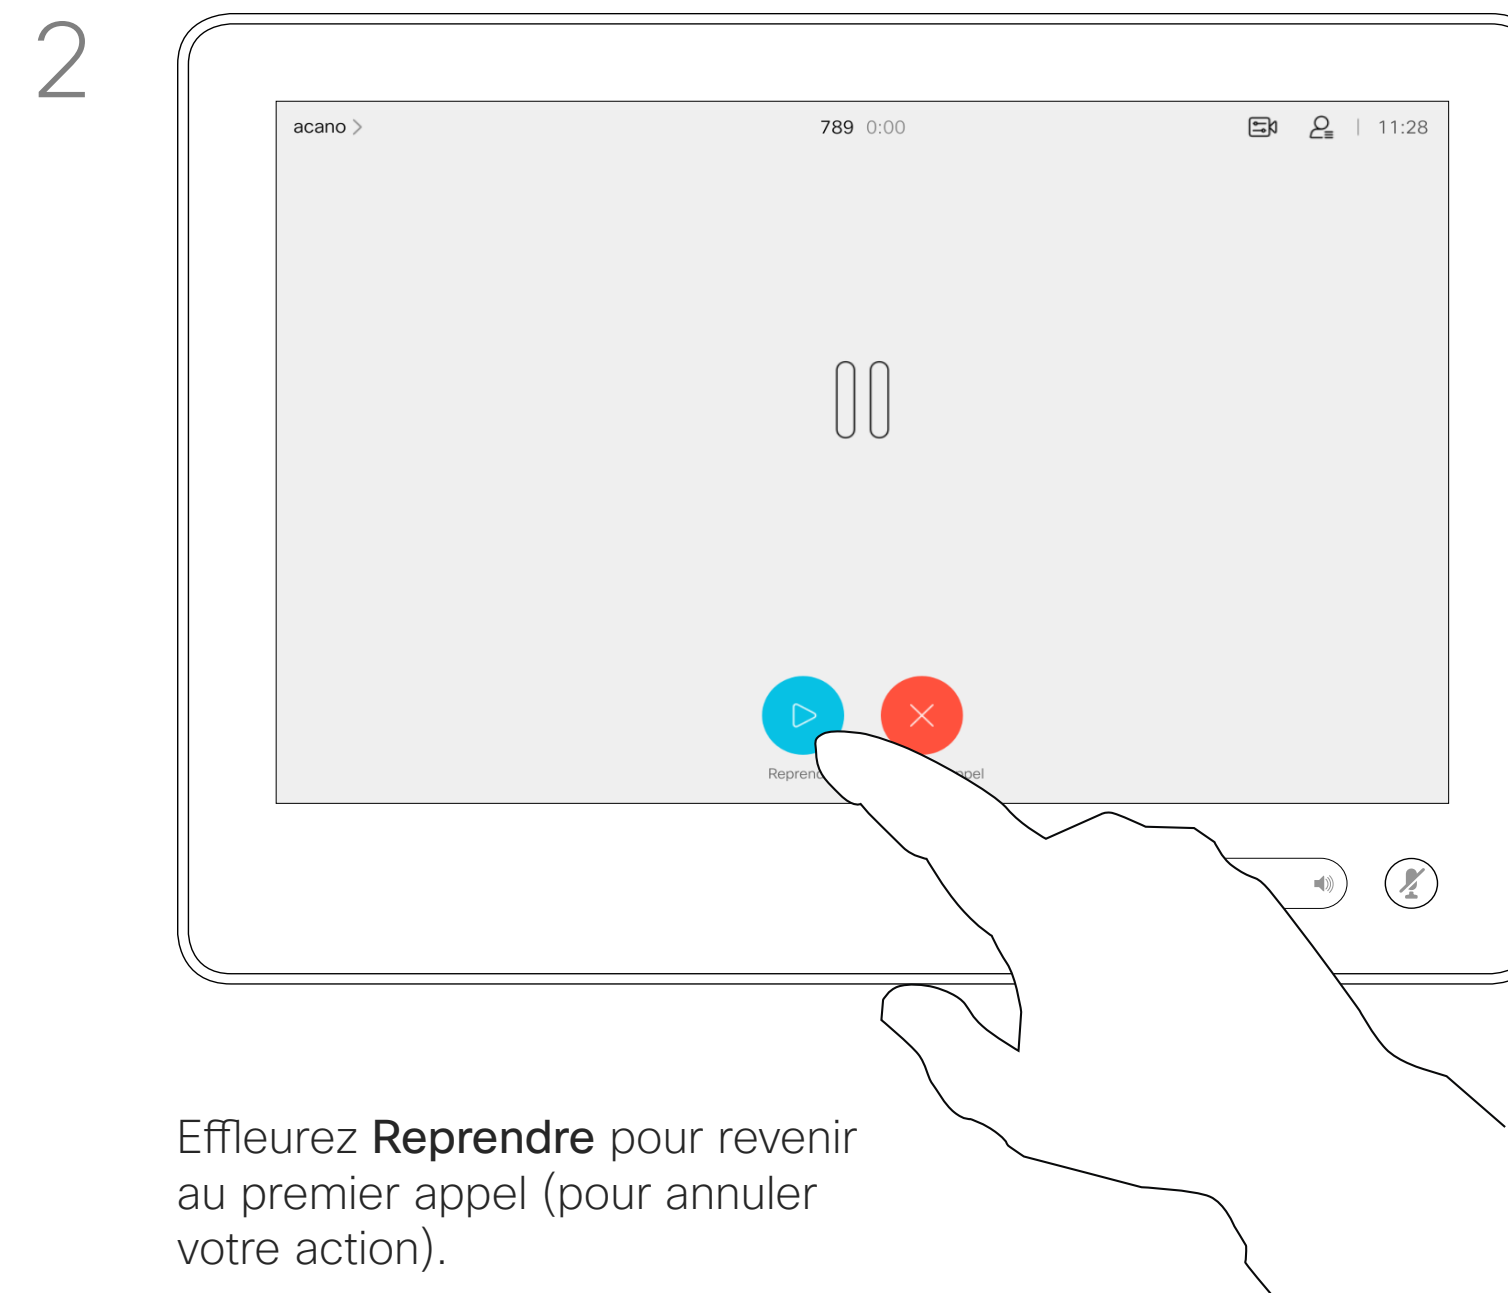 2
acano
789 0:00
11:28
Effleurez Reprendre pour revenir
au premier appel (pour annuler
votre action).